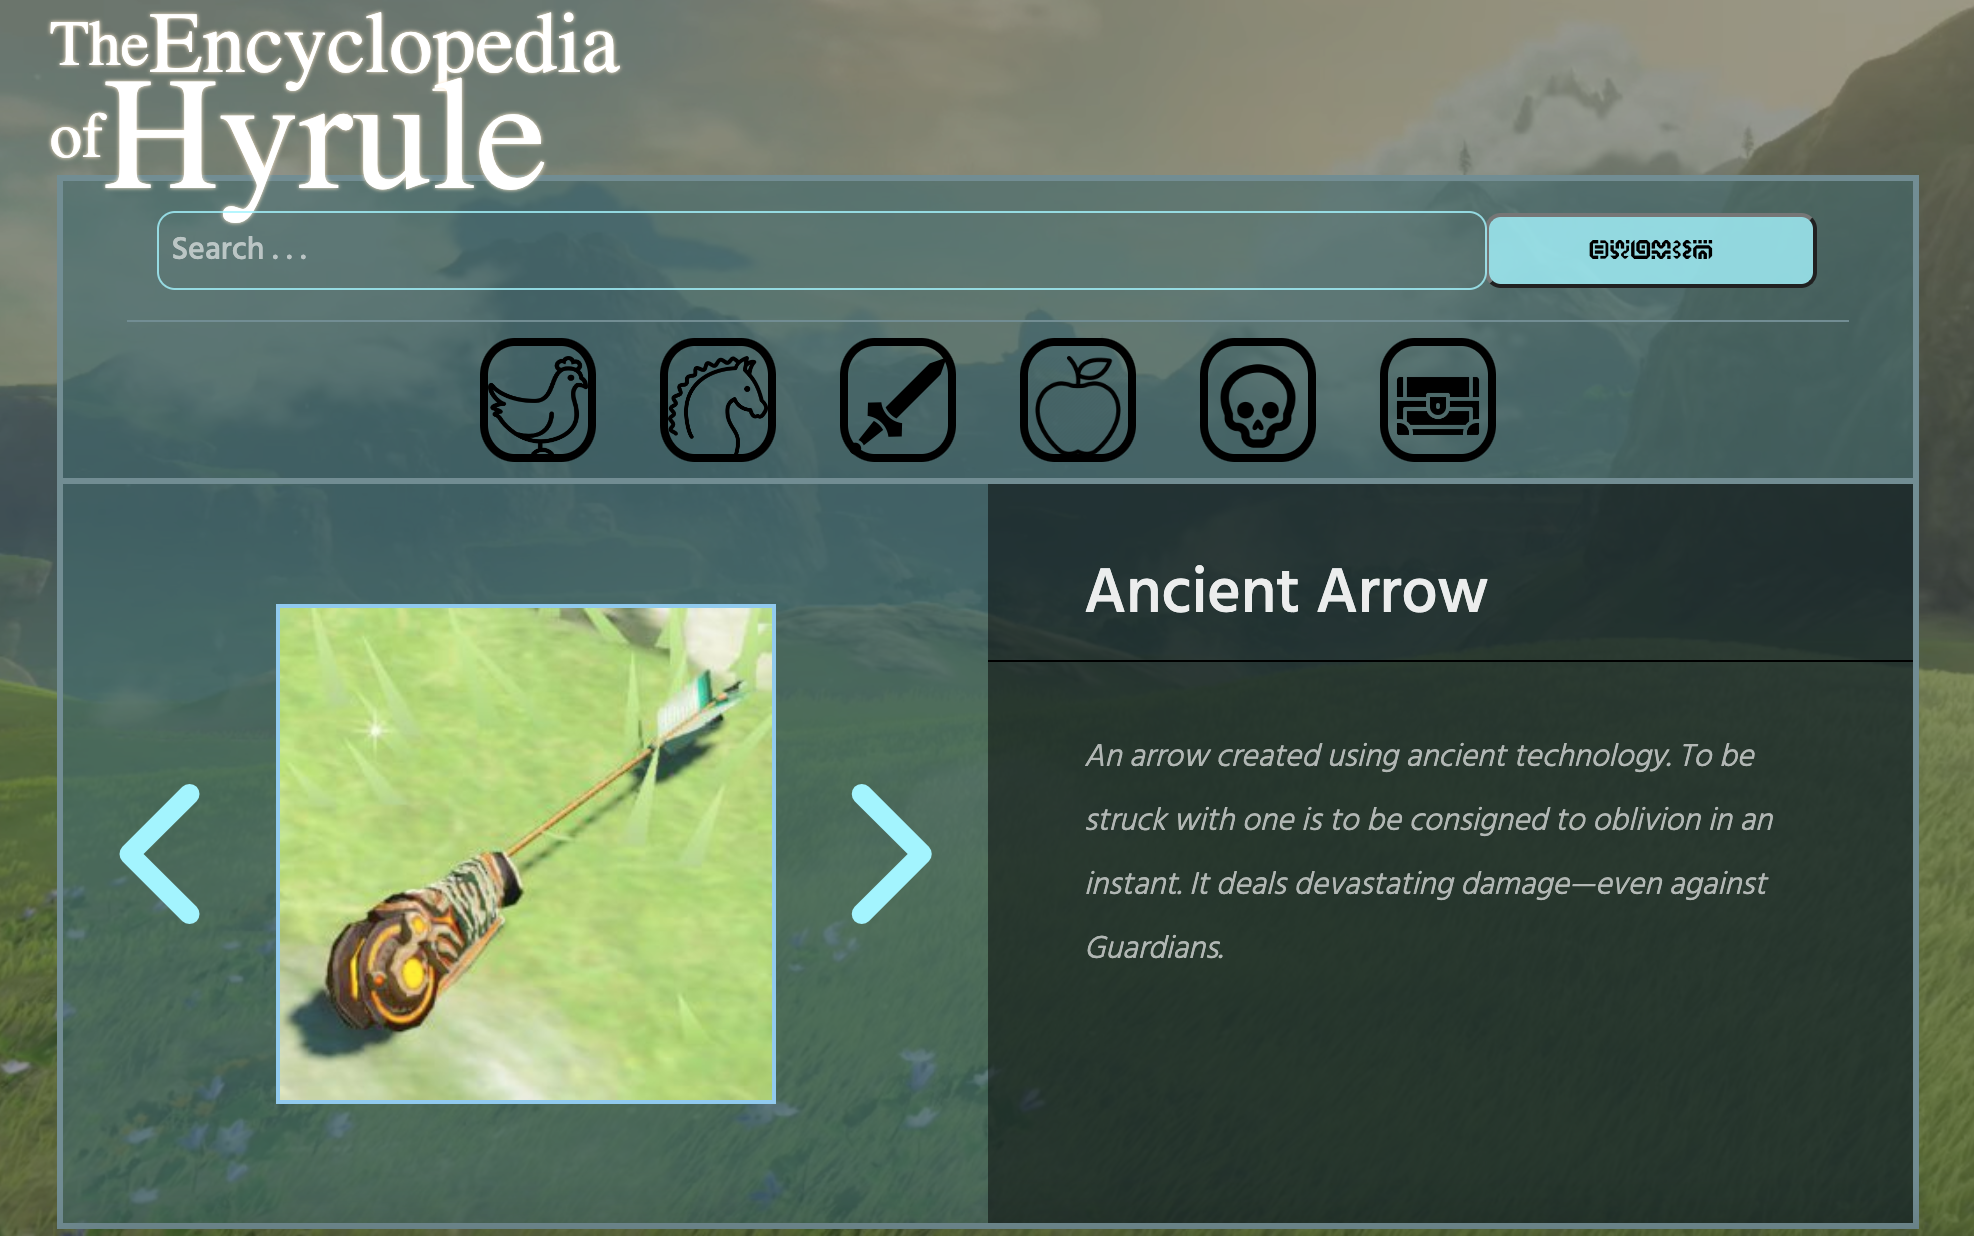 The Encyclopedia
of Hyrule
Search . . .
Ancient Arrow
An arrow created using ancient technology. To be
struck with one is to be consigned to oblivion in an
instant. It deals devastating damage—even against
Guardians.